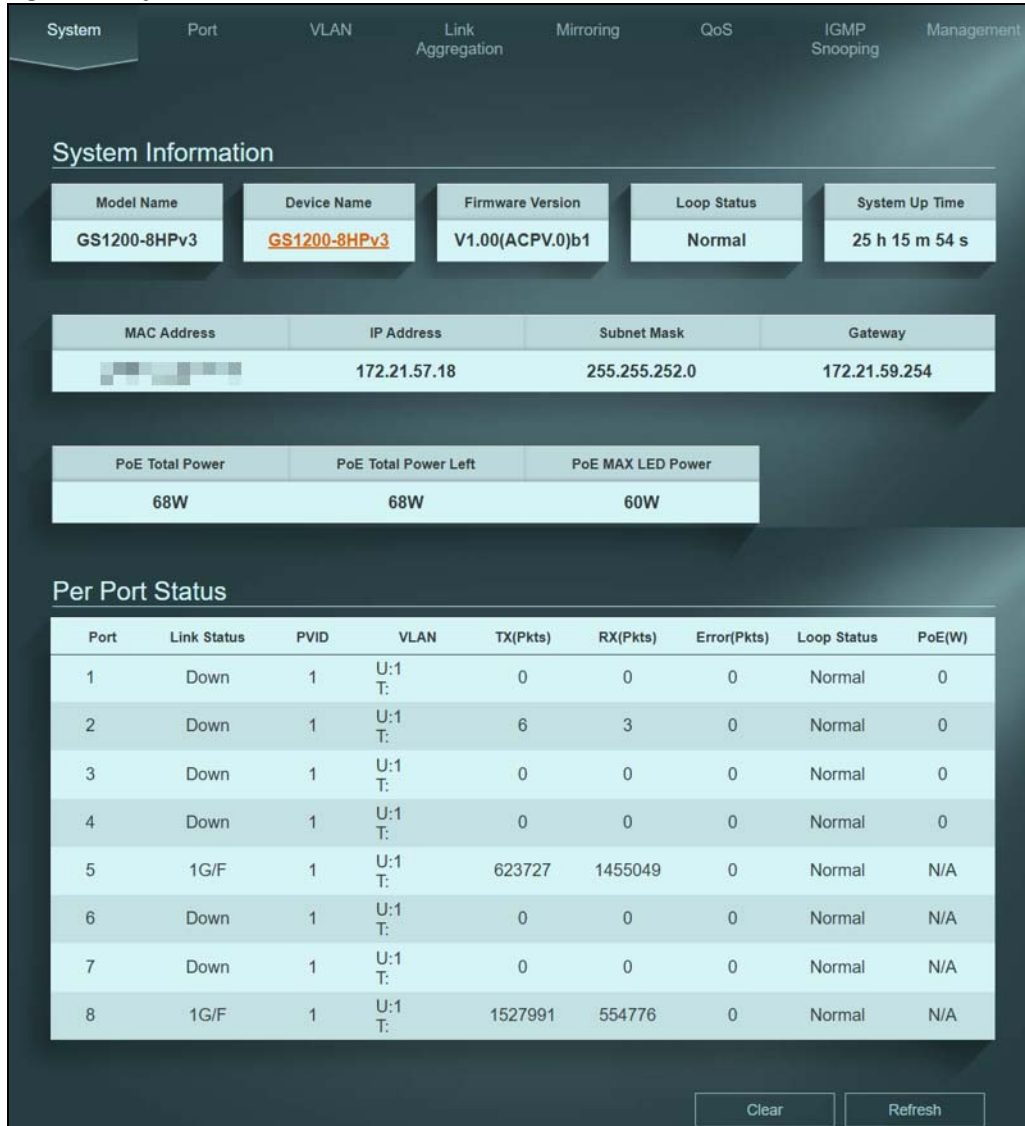 System Port VLAN Link Aggregation Mirroring QoS IGMP Snooping Management
System Information
Model Name Device Name Firmware Version Loop Status System Up Time
GS1200-8HPv3 GS1200-8HPv3 V1.00(ACPV.0)b1 Normal 25 h 15 m 54 s
MAC Address IP Address Subnet Mask Gateway
172.21.57.18 255.255.252.0 172.21.59.254
PoE Total Power PoE Total Power Left PoE MAX LED Power
68W 68W 60W
Per Port Status
Port Link Status PVID VLAN TX(Pkts) RX(Pkts) Error(Pkts) Loop Status PoE(W)
1 Down 1 U:1 T: 0 0 0 Normal 0
2 Down 1 U:1 T: 6 3 0 Normal 0
3 Down 1 U:1 T: 0 0 0 Normal 0
4 Down 1 U:1 T: 0 0 0 Normal 0
5 1G/F 1 U:1 T: 623727 1455049 0 Normal N/A
6 Down 1 U:1 T: 0 0 0 Normal N/A
7 Down 1 U:1 T: 0 0 0 Normal N/A
8 1G/F 1 U:1 T: 1527991 554776 0 Normal N/A
Clear Refresh